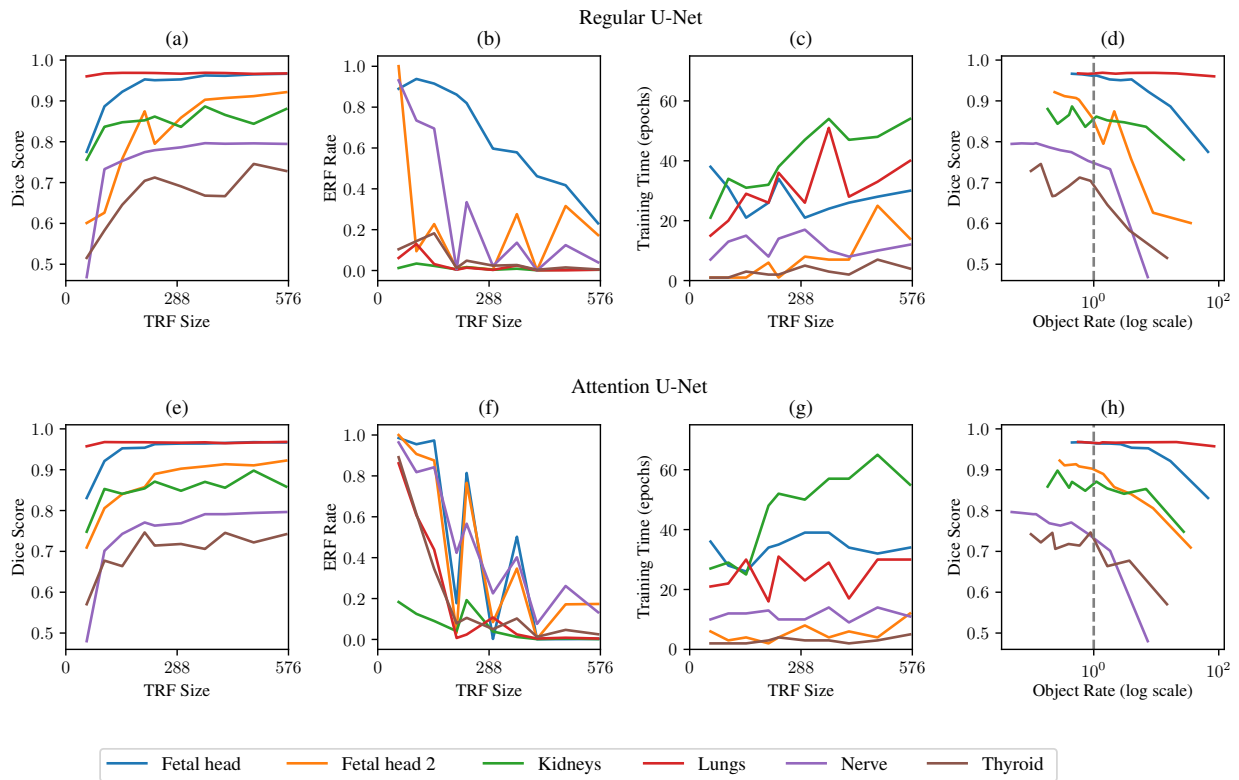 Regular U-Net
(a) (b) (c) (d)
1.0 0.9 0.8 0.7 0.6 0.5
Dice Score
0 288 576
TRF Size
1.0 0.8 0.6 0.4 0.2 0.0
ERF Rate
0 288 576
TRF Size
60 40 20 0
Training Time (epochs)
0 288 576
TRF Size
1.0 0.9 0.8 0.7 0.6 0.5
Dice Score
10^0 10^2
Object Rate (log scale)
Attention U-Net
(e) (f) (g) (h)
1.0 0.9 0.8 0.7 0.6 0.5
Dice Score
0 288 576
TRF Size
1.0 0.8 0.6 0.4 0.2 0.0
ERF Rate
0 288 576
TRF Size
60 40 20 0
Training Time (epochs)
0 288 576
TRF Size
1.0 0.9 0.8 0.7 0.6 0.5
Dice Score
10^0 10^2
Object Rate (log scale)
Fetal head Fetal head 2 Kidneys Lungs Nerve Thyroid